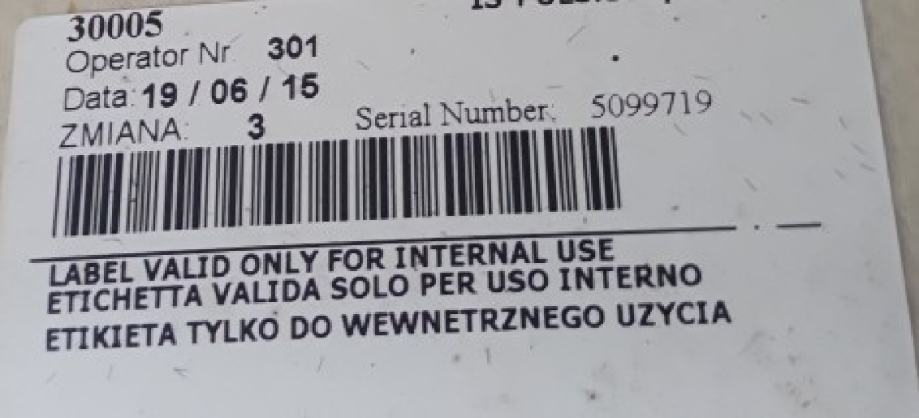 30005
Operator Nr 301
Data: 19 / 06 / 15
ZMIANA: 3 Serial Number: 5099719
LABEL VALID ONLY FOR INTERNAL USE
ETICHETTA VALIDA SOLO PER USO INTERNO
ETIKIETA TYLKO DO WEWNETRZNEGO UZYCIA